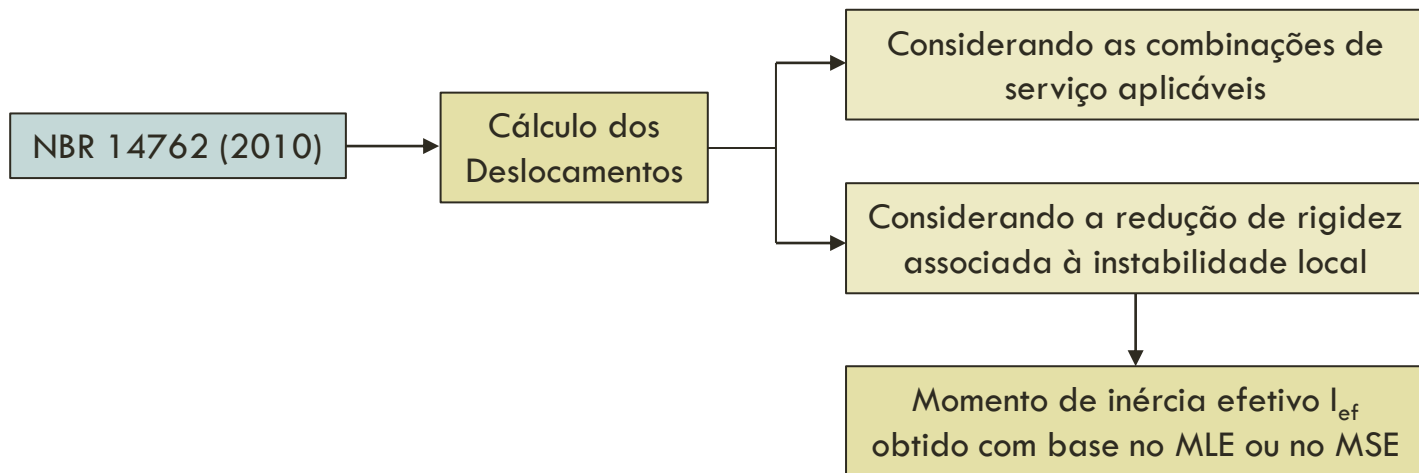 NBR 14762 (2010)
Cálculo dos
Deslocamentos
Considerando as combinações de
serviço aplicáveis
Considerando a redução de rigidez
associada à instabilidade local
Momento de inércia efetivo I_ef
obtido com base no MLE ou no MSE